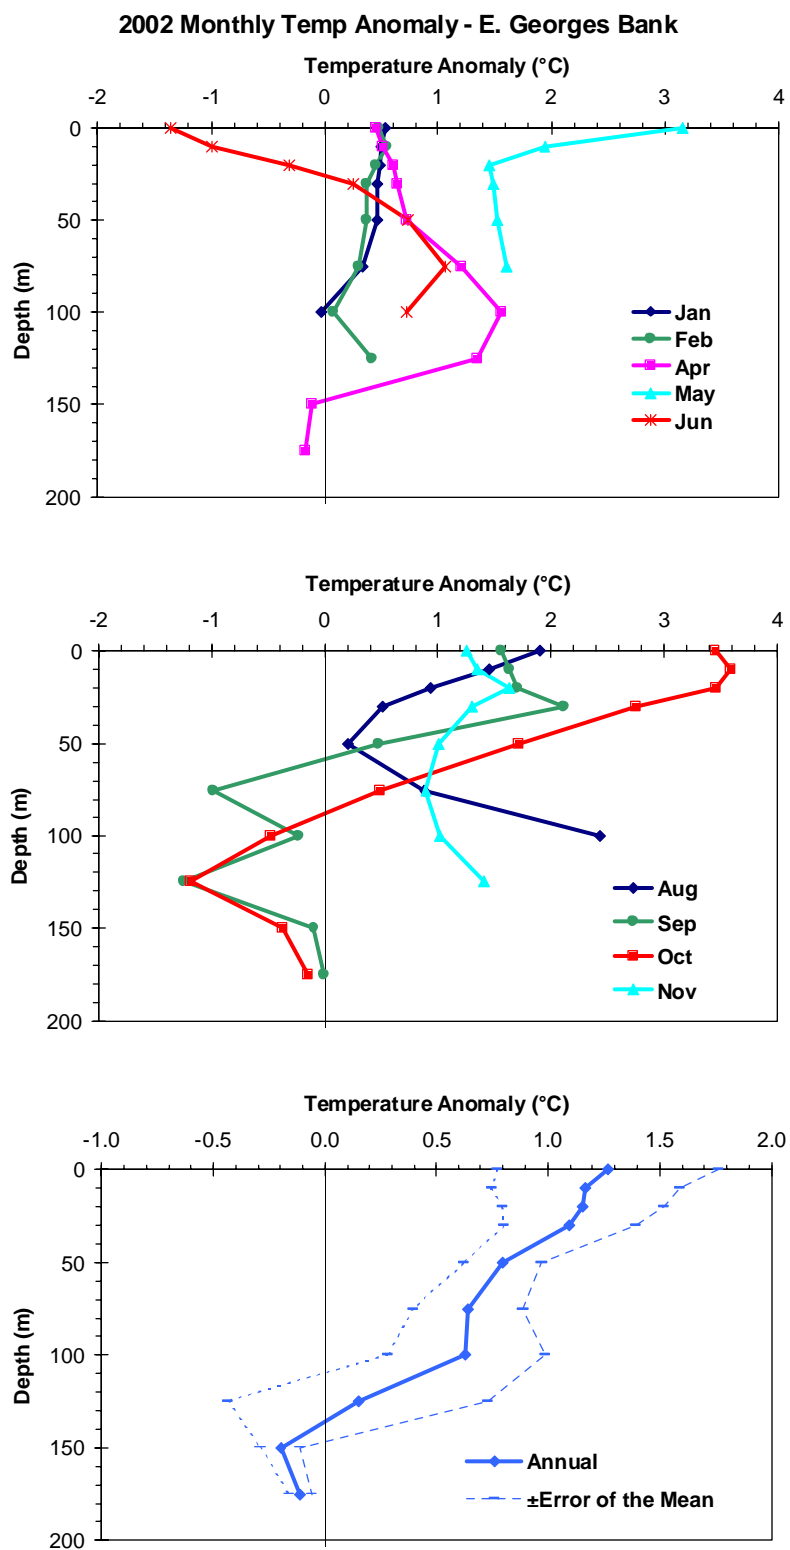 2002 Monthly Temp Anomaly - E. Georges Bank
Temperature Anomaly (°C)
-2 -1 0 1 2 3 4
0
50
100
150
200
Depth (m)
Jan
Feb
Apr
May
Jun
Temperature Anomaly (°C)
-2 -1 0 1 2 3 4
0
50
100
150
200
Depth (m)
Aug
Sep
Oct
Nov
Temperature Anomaly (°C)
-1.0 -0.5 0.0 0.5 1.0 1.5 2.0
0
50
100
150
200
Depth (m)
Annual
±Error of the Mean